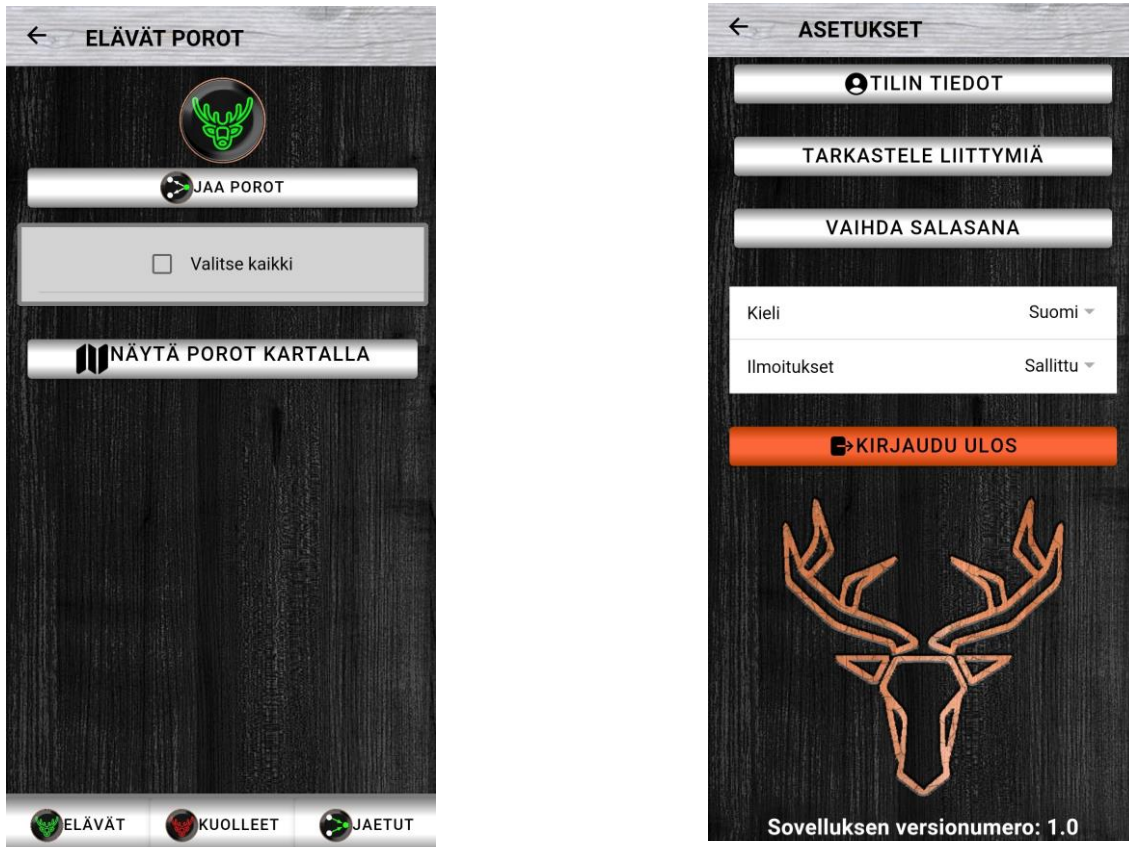 ELÄVÄT POROT
JAA POROT
Valitse kaikki
NÄYTÄ POROT KARTALLA
ELÄVÄT KUOLLEET JAETUT
ASETUKSET
TILIN TIEDOT
TARKASTELE LIITTYMIÄ
VAIHDA SALASANA
Kieli Suomi
Ilmoitukset Sallittu
KIRJAUDU ULOS
Sovelluksen versionumero: 1.0